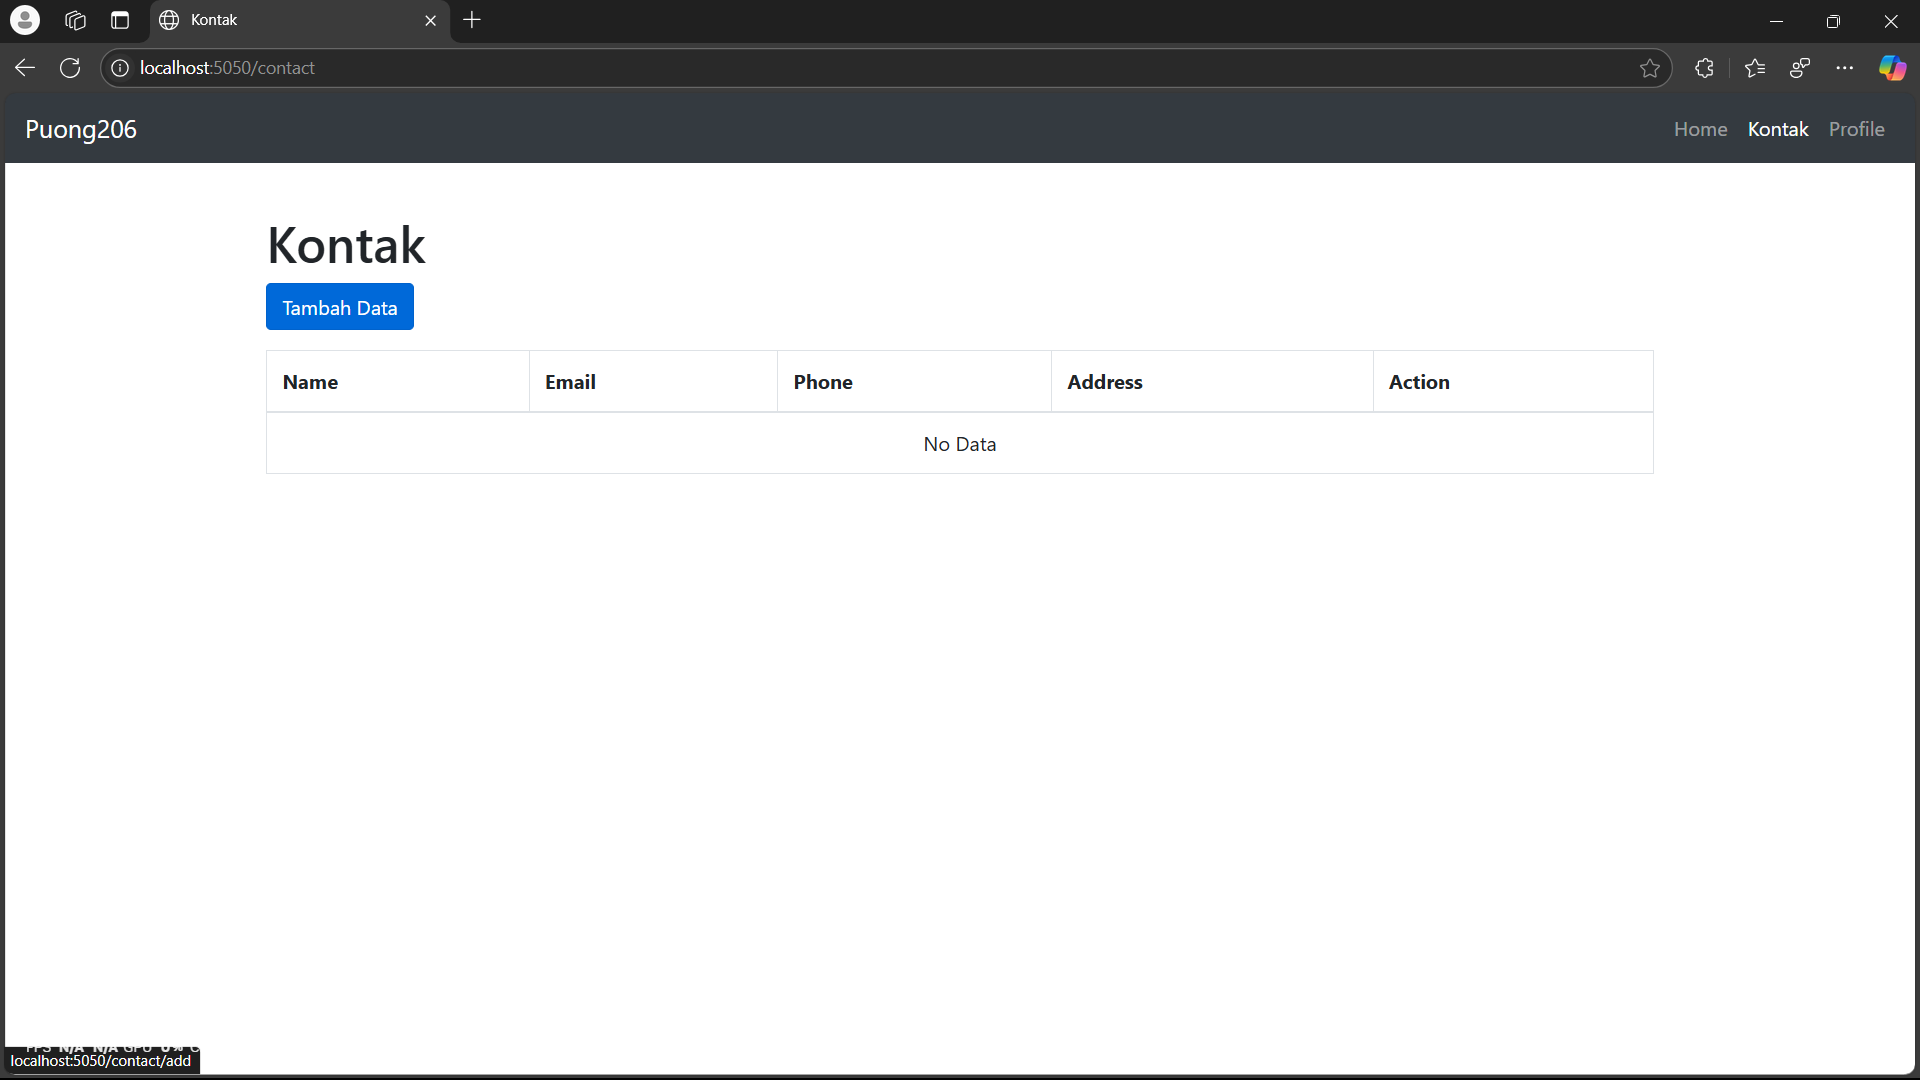 Kontak
localhost:5050/contact
Puong206
Home Kontak Profile
Kontak
Tambah Data
Name Email Phone Address Action
No Data
N/A N/A GPU
localhost:5050/contact/add